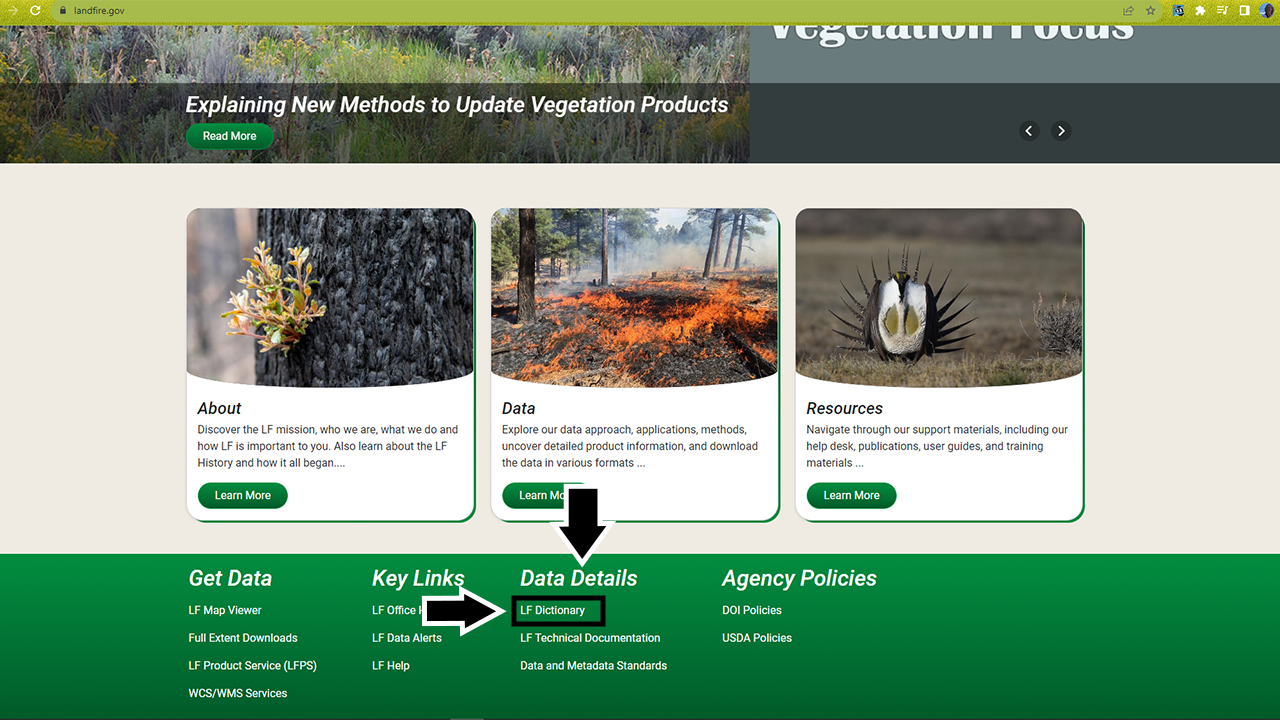 landfire.gov
Vegetation Focus
Explaining New Methods to Update Vegetation Products
Read More
About
Discover the LF mission, who we are, what we do and
how LF is important to you. Also learn about the LF
History and how it all began....
Learn More
Data
Explore our data approach, applications, methods,
uncover detailed product information, and download
the data in various formats ...
Learn Mo
Resources
Navigate through our support materials, including our
help desk, publications, user guides, and training
materials ...
Learn More
Get Data
LF Map Viewer
Full Extent Downloads
LF Product Service (LFPS)
WCS/WMS Services
Key Links
LF Office
LF Data Alerts
LF Help
Data Details
LF Dictionary
LF Technical Documentation
Data and Metadata Standards
Agency Policies
DOI Policies
USDA Policies